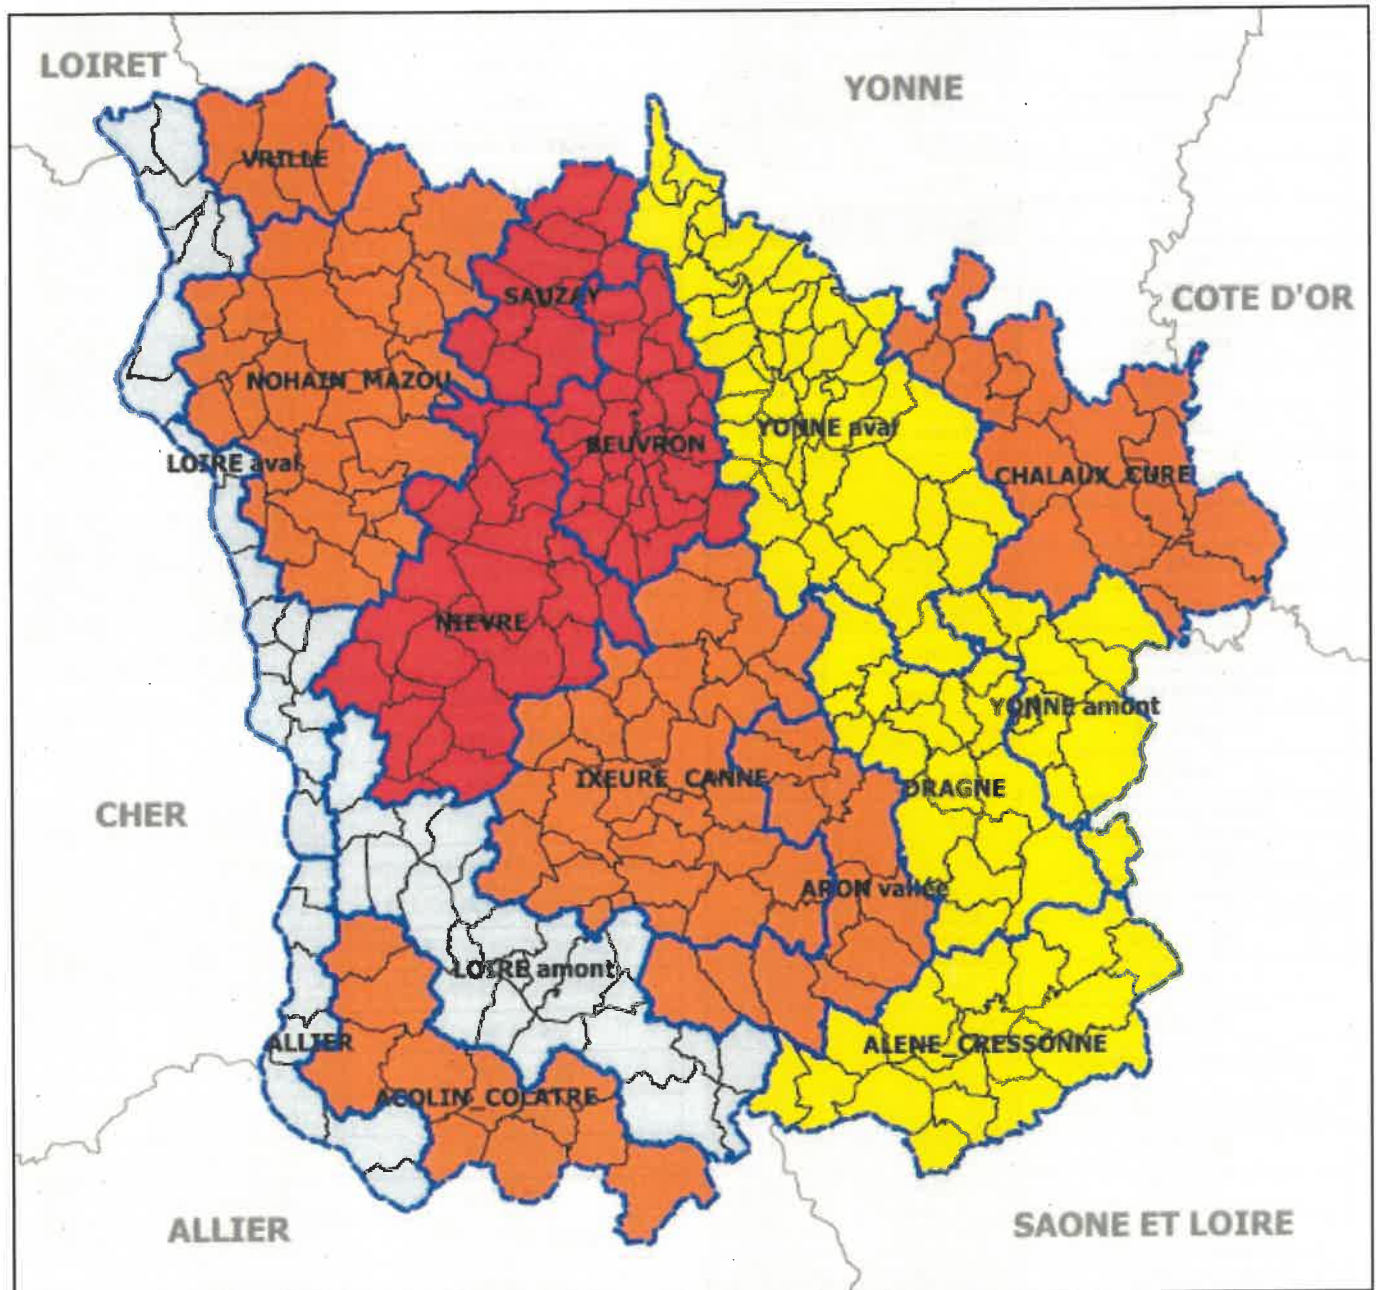 LOIRET
YONNE
VRILLE
SAUZAY
COTE D'OR
NOHAIN_MAZOU
YONNE aval
BEUVRON
LOIRE aval
CHALAUX_CURE
NIEVRE
YONNE amont
IXEURE_CANNE
DRAGNE
CHER
ARON vallée
LOIRE amont
ALLIER
ALENE_CRESSONNE
ACOLIN_COLATRE
ALLIER
SAONE ET LOIRE